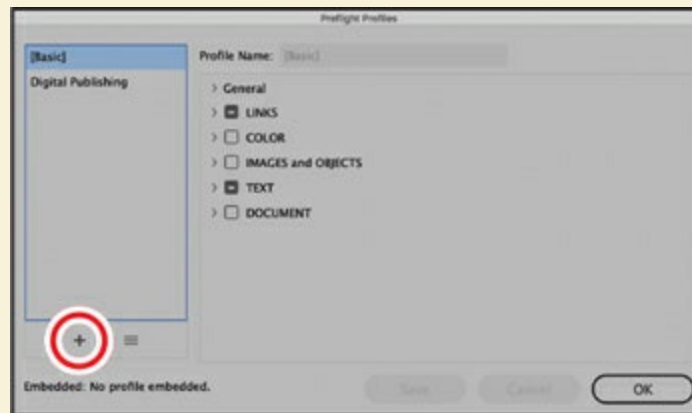 Preflight Profiles
[Basic]
Digital Publishing
Profile Name: [Basic]
General
LINKS
COLOR
IMAGES and OBJECTS
TEXT
DOCUMENT
Embedded: No profile embedded.
Save
Cancel
OK